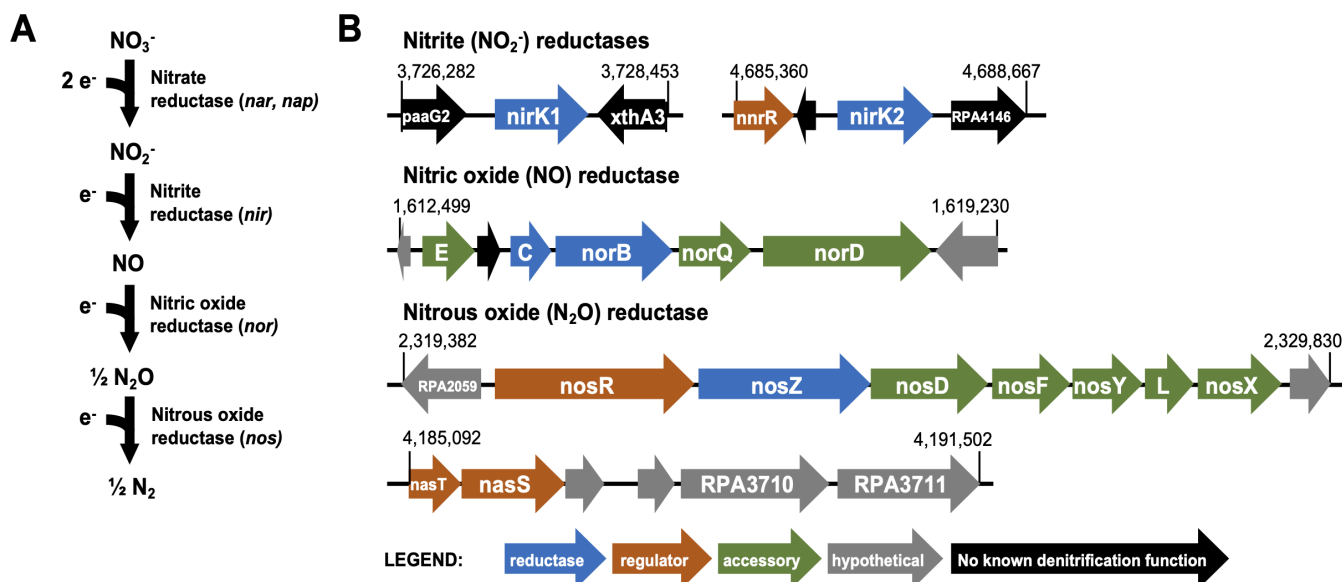 A
NO₃⁻
2 e⁻
Nitrate
reductase (nar, nap)
NO₂⁻
e⁻
Nitrite
reductase (nir)
NO
e⁻
Nitric oxide
reductase (nor)
½ N₂O
e⁻
Nitrous oxide
reductase (nos)
½ N₂
B
Nitrite (NO₂⁻) reductases
3,726,282 3,728,453 4,685,360 4,688,667
paaG2 nirK1 xthA3 nnrR nirK2 RPA4146
Nitric oxide (NO) reductase
1,612,499 1,619,230
E C norB norQ norD
Nitrous oxide (N₂O) reductase
2,319,382 2,329,830
RPA2059 nosR nosZ nosD nosF nosY L nosX
4,185,092 4,191,502
nasT nasS RPA3710 RPA3711
LEGEND: reductase regulator accessory hypothetical No known denitrification function